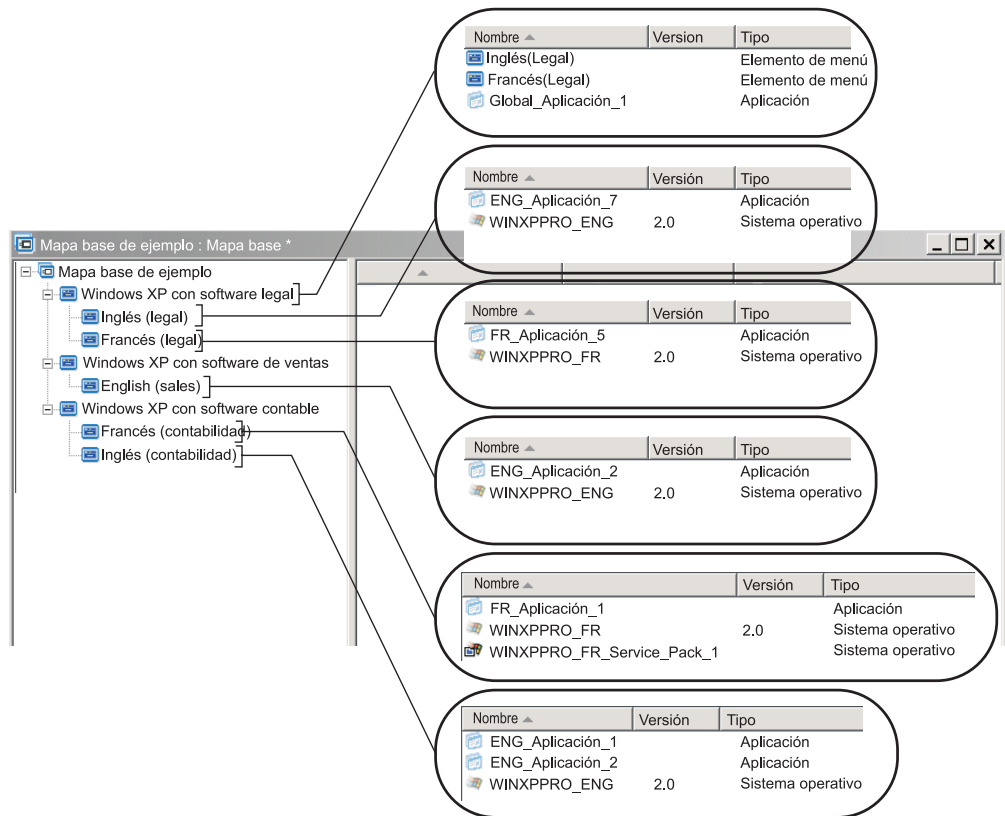 Nombre Version Tipo
Inglés(Legal) Elemento de menú
Francés(Legal) Elemento de menú
Global_Aplicación_1 Aplicación
Nombre Versión Tipo
ENG_Aplicación_7 Aplicación
WINXPPRO_ENG 2.0 Sistema operativo
Mapa base de ejemplo : Mapa base *
Mapa base de ejemplo
Windows XP con software legal
Inglés (legal)
Francés (legal)
Windows XP con software de ventas
English (sales)
Windows XP con software contable
Francés (contabilidad)
Inglés (contabilidad)
Nombre Versión Tipo
FR_Aplicación_5 Aplicación
WINXPPRO_FR 2.0 Sistema operativo
Nombre Versión Tipo
ENG_Aplicación_2 Aplicación
WINXPPRO_ENG 2.0 Sistema operativo
Nombre Versión Tipo
FR_Aplicación_1 Aplicación
WINXPPRO_FR 2.0 Sistema operativo
WINXPPRO_FR_Service_Pack_1 Sistema operativo
Nombre Versión Tipo
ENG_Aplicación_1 Aplicación
ENG_Aplicación_2 Aplicación
WINXPPRO_ENG 2.0 Sistema operativo